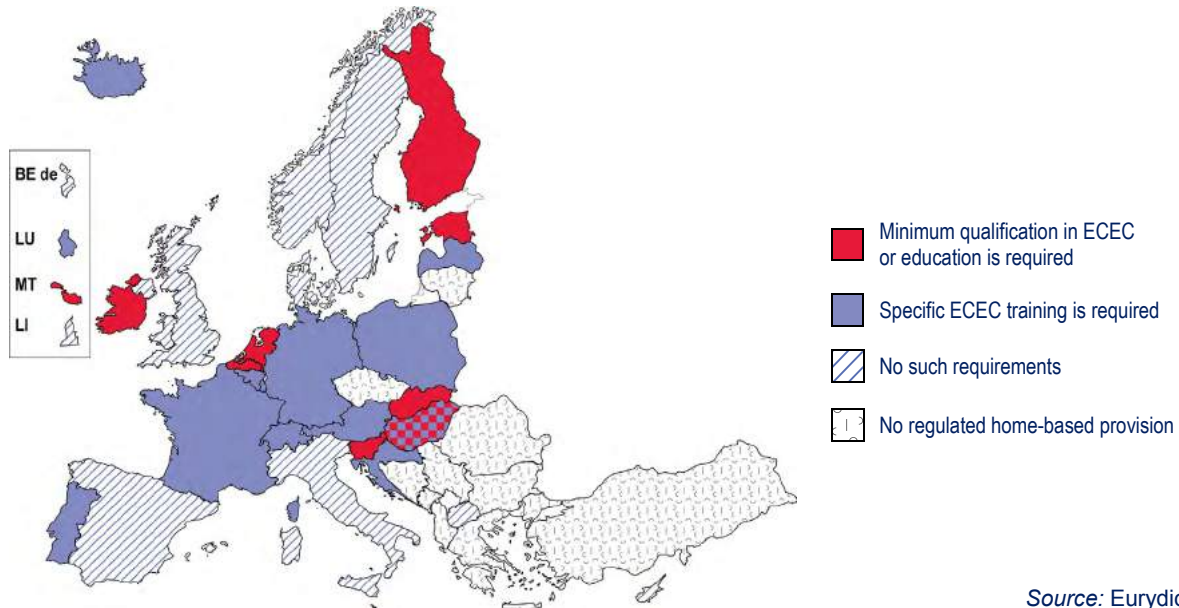 BE de
LU
MT
LI
Minimum qualification in ECEC
or education is required
Specific ECEC training is required
No such requirements
No regulated home-based provision
Source: Eurydic